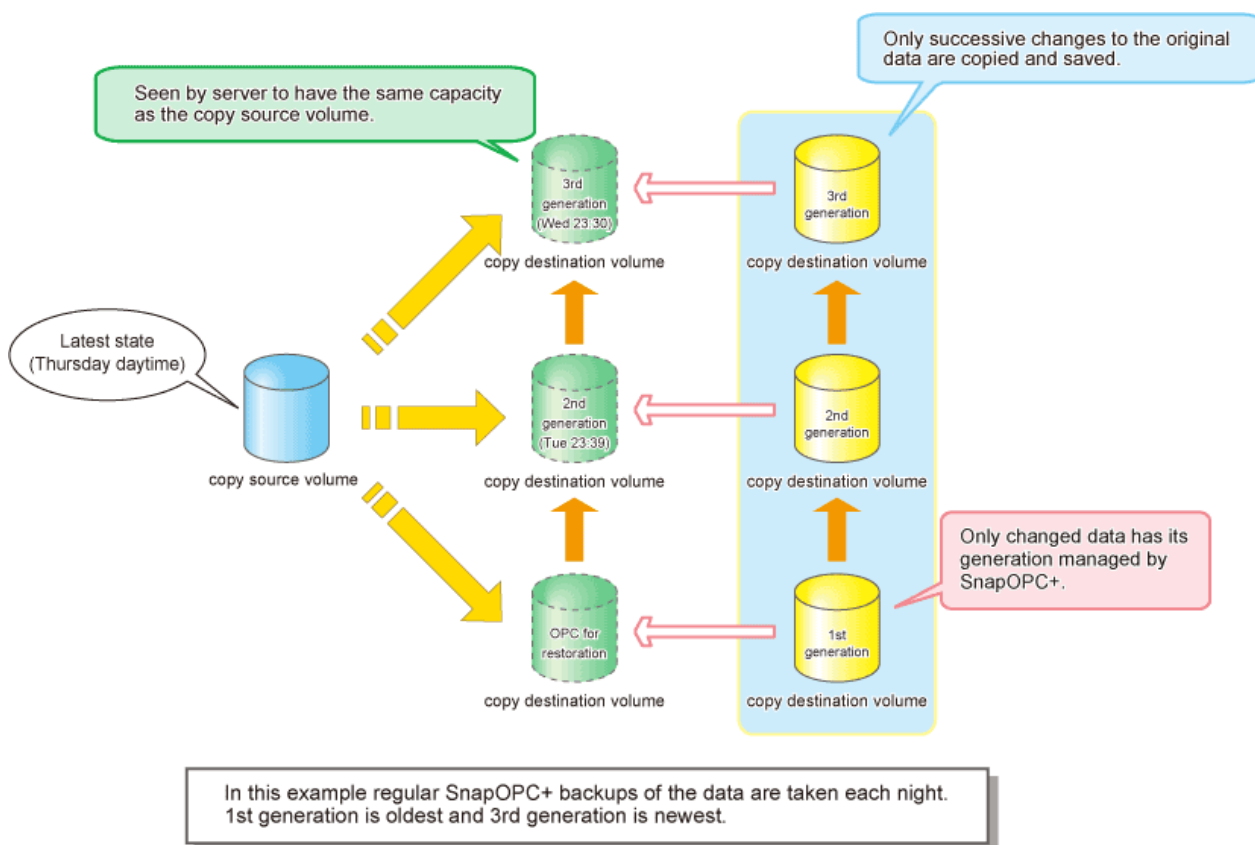 Only successive changes to the original
data are copied and saved.
Seen by server to have the same capacity
as the copy source volume.
3rd
generation
(Wed 23:30)
copy destination volume
3rd
generation
copy destination volume
Latest state
(Thursday daytime)
copy source volume
2nd
generation
(Tue 23:39)
copy destination volume
2nd
generation
copy destination volume
Only changed data has its
generation managed by
SnapOPC+.
OPC for
restoration
copy destination volume
1st
generation
copy destination volume
In this example regular SnapOPC+ backups of the data are taken each night.
1st generation is oldest and 3rd generation is newest.